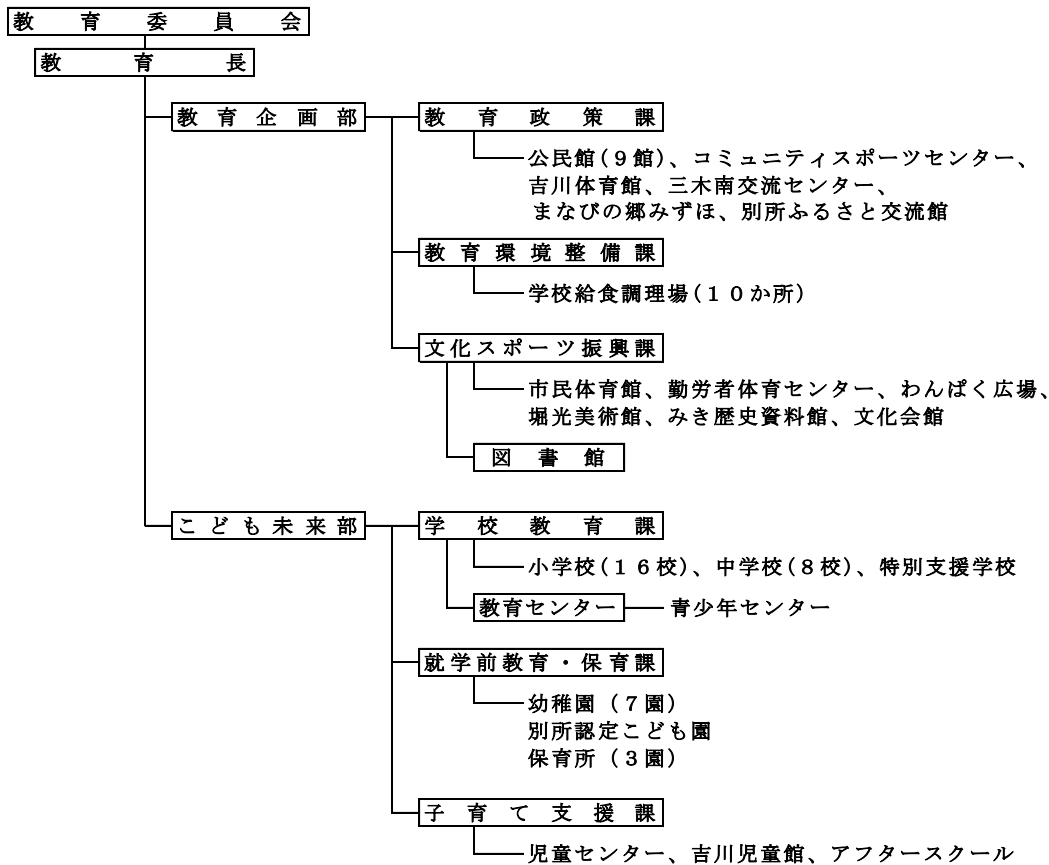 教育委員会
教育長
教育企画部
教育政策課
公民館(９館)、コミュニティスポーツセンター、
吉川体育館、三木南交流センター、
まなびの郷みずほ、別所ふるさと交流館
教育環境整備課
学校給食調理場(１０か所)
文化スポーツ振興課
市民体育館、勤労者体育センター、わんぱく広場、
堀光美術館、みき歴史資料館、文化会館
図書館
こども未来部
学校教育課
小学校(１６校)、中学校(８校)、特別支援学校
教育センター
青少年センター
就学前教育・保育課
幼稚園（７園）
別所認定こども園
保育所（３園）
子育て支援課
児童センター、吉川児童館、アフタースクール